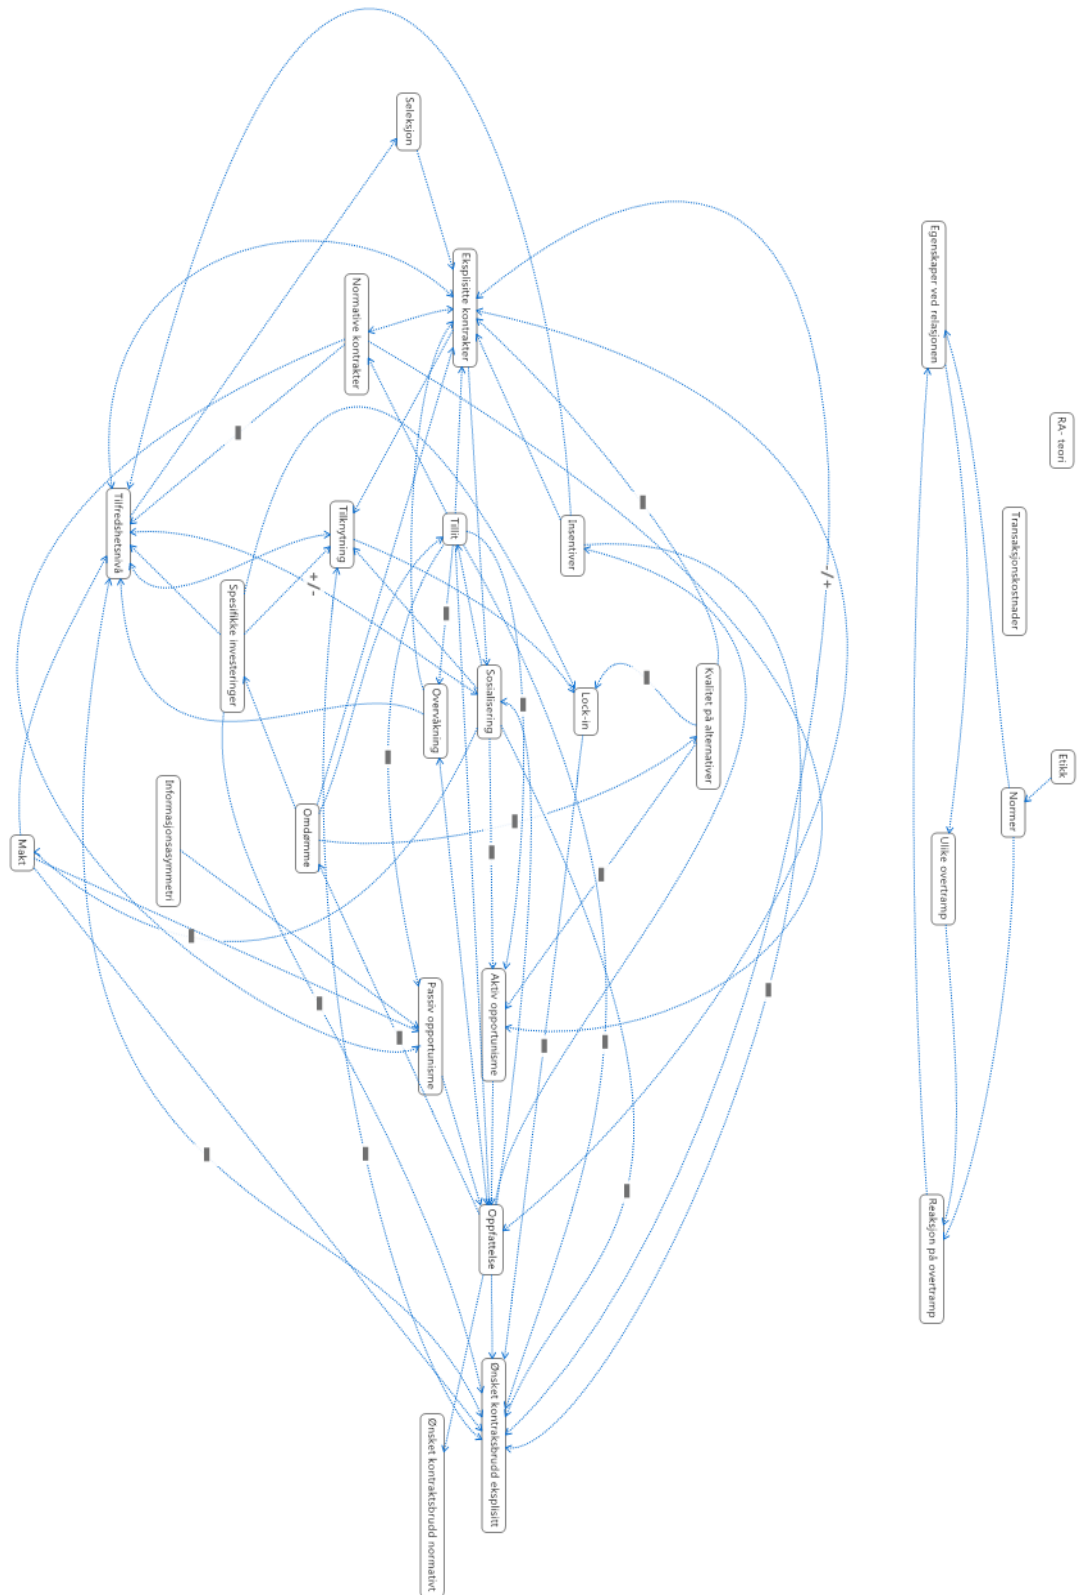 RA- teori
Transaksjonskostnader
Etikk
Normer
Egenskaper ved relasjonen
Ulike overtramp
Reaksjon på overtramp
-/+
Kvalitet på alternativer
Insentiver
Lock-in
Seleksjon
Eksplisitte kontrakter
Tillit
Sosialisering
Aktiv opportunisme
Oppfattelse
Ønsket kontraksbrudd eksplisitt
Overvåkning
Passiv opportunisme
Ønsket kontraktsbrudd normativt
Normative kontrakter
Tilknytning
+/-
Omdømme
Spesifikke investeringer
Informasjonsasymmetri
Tilfredshetsnivå
Makt